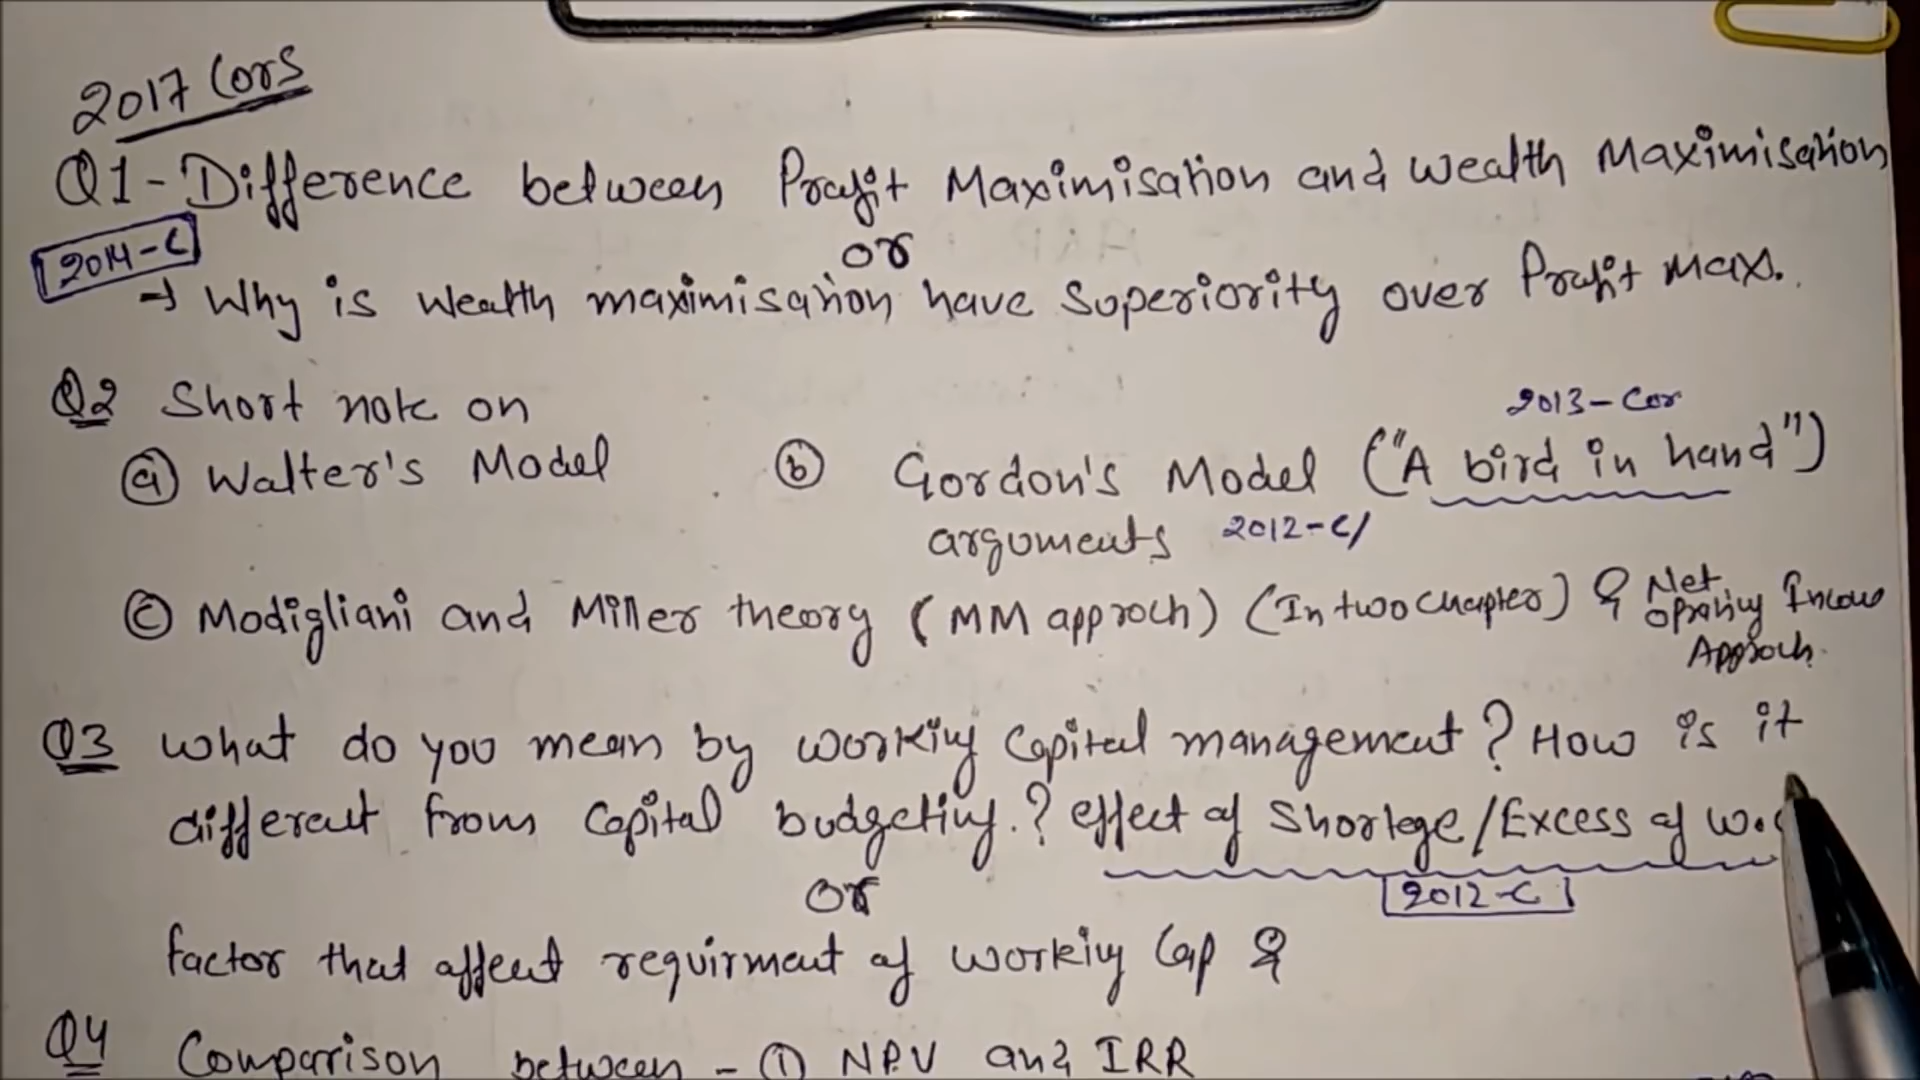 2017 Cors
Q1- Difference between Profit Maximisation and wealth Maximisation
2014-C
or
→ Why is wealth maximisation have Superiority over Profit Max.
Q2 Short note on
2013-Cor
(a) Walter's Model (b) Gordon's Model ("A bird in hand")
arguments 2012-C/
(c) Modigliani and Miller theory (MM approch) (In two Chapter) & Net
Approch.
Q3 What do you mean by working Capital management? How is it
different from Capital budgeting.? effect of Shortege/Excess of W.C
2012-C
or
factor that affect requirment of working Cap &
Q4 Comparison between - (1) NPV and IRR